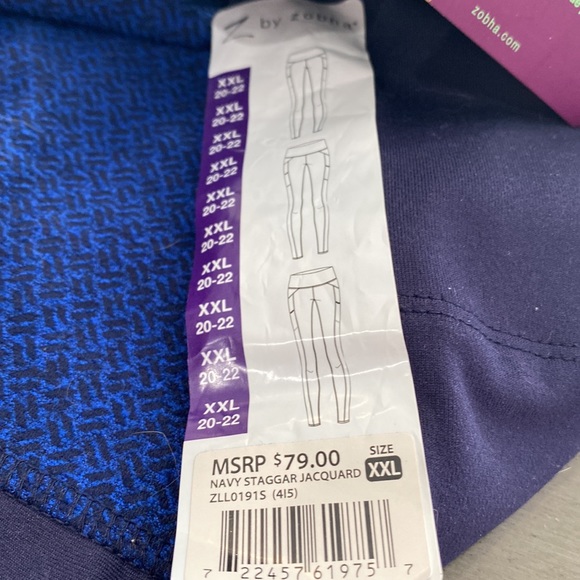 Z by zobha®
zobha.com
XXL
20-22
XXL
20-22
XXL
20-22
XXL
20-22
XXL
20-22
XXL
20-22
XXL
20-22
XXL
20-22
XXL
20-22
XXL
20-22
MSRP $79.00
NAVY STAGGAR JACQUARD
ZLL0191S (4I5)
SIZE
XXL
7 22457 61975 7